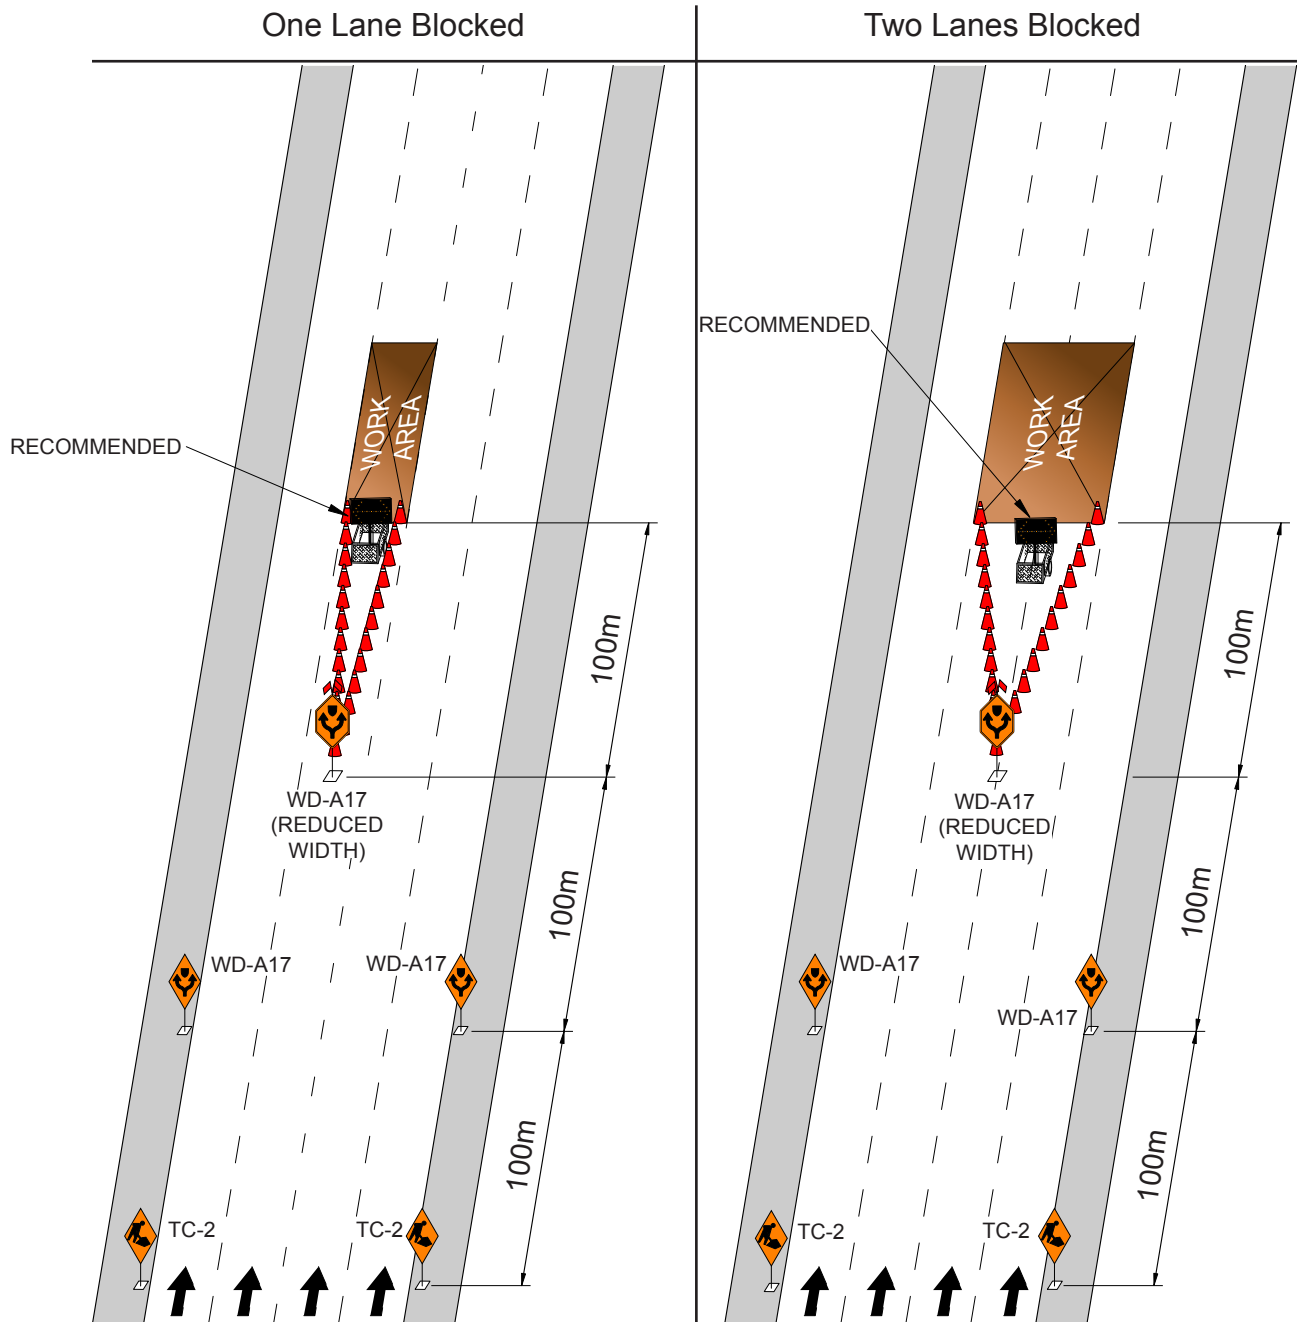 One Lane Blocked
RECOMMENDED
WORK
AREA
100m
WD-A17
(REDUCED
WIDTH)
100m
WD-A17
WD-A17
100m
TC-2
TC-2
Two Lanes Blocked
RECOMMENDED
WORK
AREA
100m
WD-A17
(REDUCED
WIDTH)
100m
WD-A17
WD-A17
100m
TC-2
TC-2